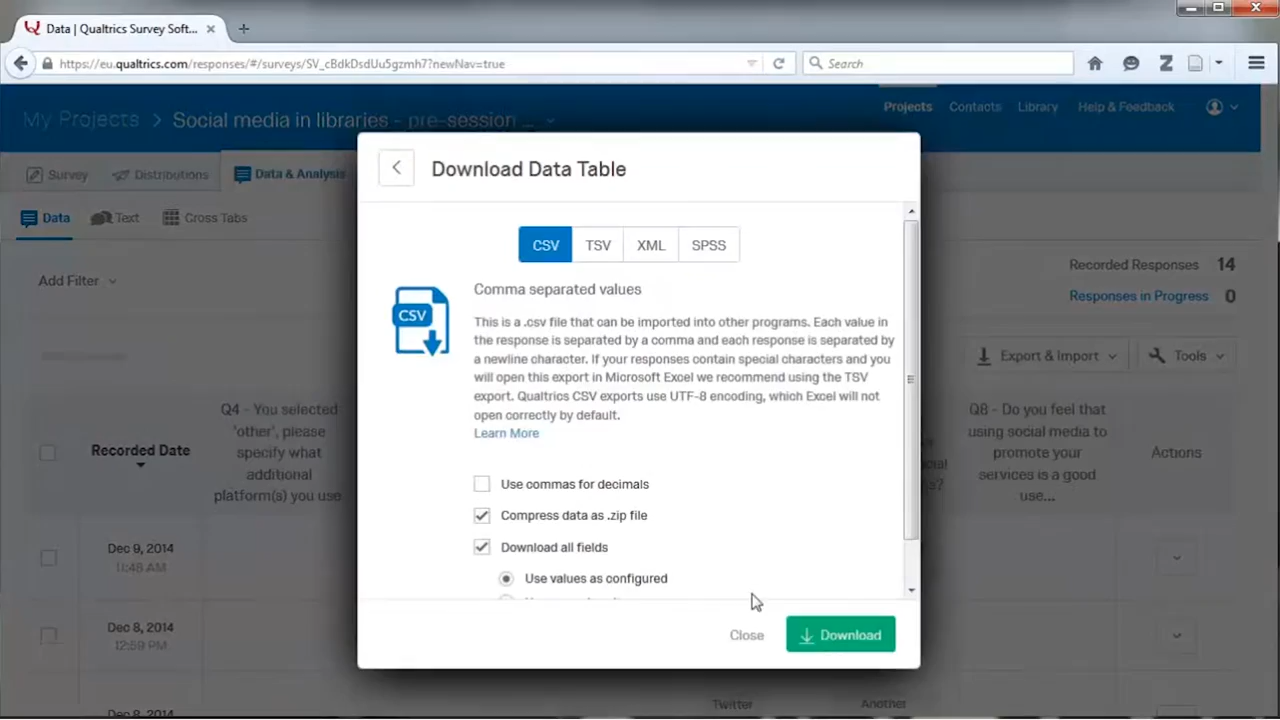 Data | Qualtrics Survey Soft...
https://eu.qualtrics.com/responses/#/surveys/SV_cBdkDsdUu5gzmh7?newNav=true
Search
My Projects > Social media in libraries - pre-session ...
Projects Contacts Library Help & Feedback
Survey Distributions Data & Analysis
Data Text Cross Tabs
Add Filter
Recorded Responses 14
Responses in Progress 0
Export & Import Tools
Recorded Date
Q4 - You selected
'other', please
specify what
additional
platform(s) you use
Q8 - Do you feel that
using social media to
promote your
services is a good
use...
Actions
Dec 9, 2014
11:48 AM
Dec 8, 2014
12:59 PM
Dec 8, 2014
Twitter Another
Download Data Table
CSV TSV XML SPSS
CSV
Comma separated values
This is a .csv file that can be imported into other programs. Each value in
the response is separated by a comma and each response is separated by
a newline character. If your responses contain special characters and you
will open this export in Microsoft Excel we recommend using the TSV
export. Qualtrics CSV exports use UTF-8 encoding, which Excel will not
open correctly by default.
Learn More
Use commas for decimals
Compress data as .zip file
Download all fields
Use values as configured
Close Download